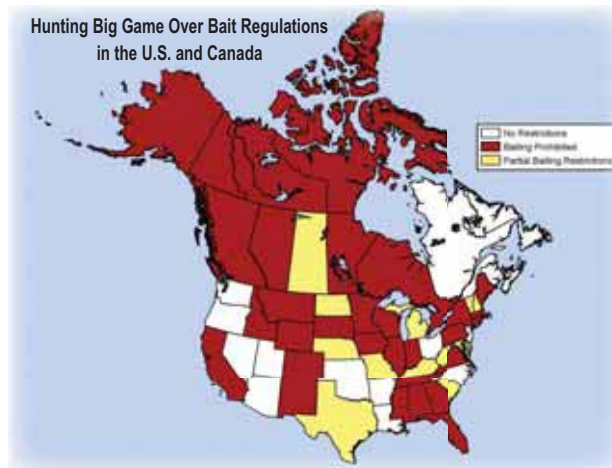 Hunting Big Game Over Bait Regulations
in the U.S. and Canada
No Restrictions
Baiting Prohibited
Partial Baiting Restrictions